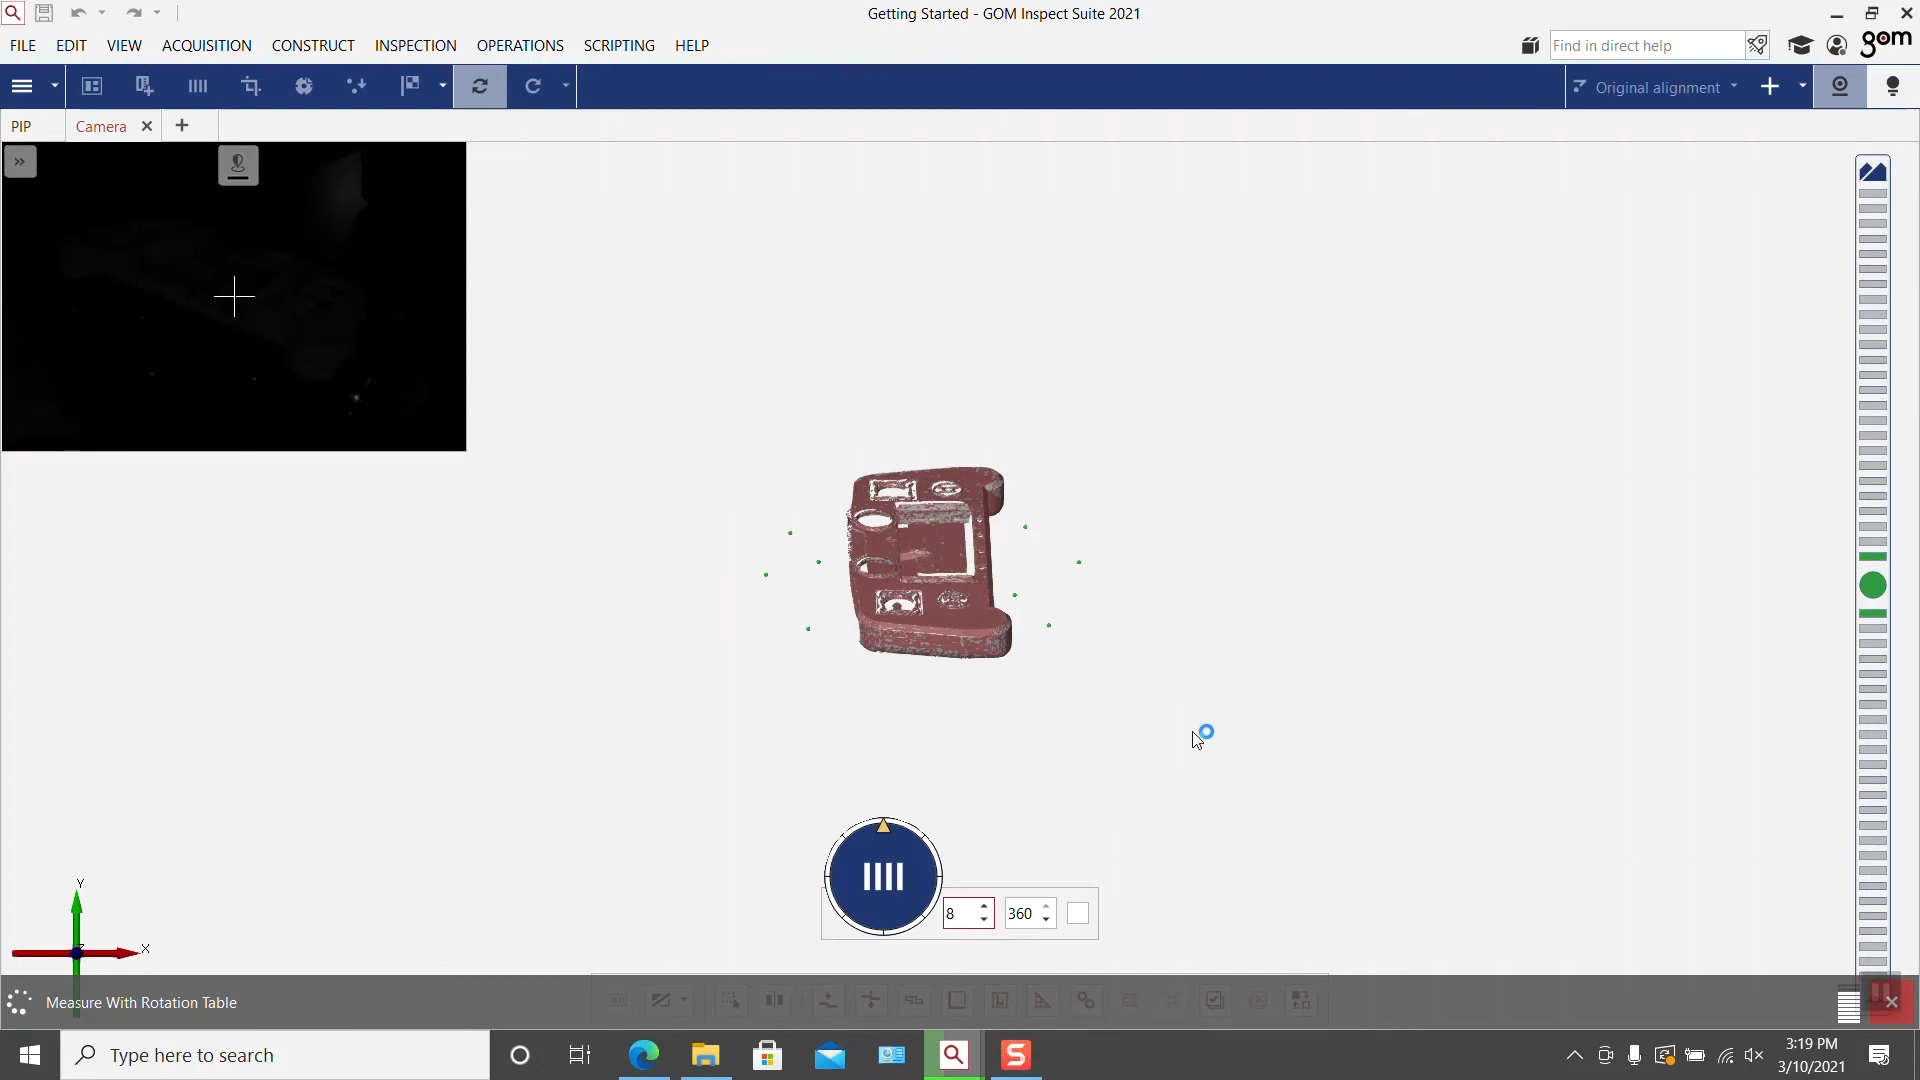 Getting Started - GOM Inspect Suite 2021
FILE EDIT VIEW ACQUISITION CONSTRUCT INSPECTION OPERATIONS SCRIPTING HELP
Find in direct help
gom
Original alignment
PIP
Camera
8
360
Y
X
Z
Measure With Rotation Table
Type here to search
S
3:19 PM
3/10/2021